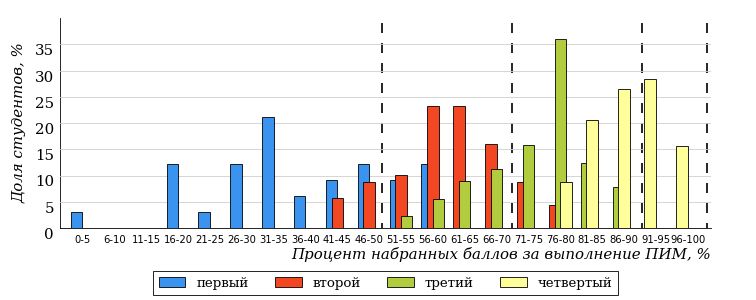 Доля студентов, %
35
30
25
20
15
10
5
0
0-5 6-10 11-15 16-20 21-25 26-30 31-35 36-40 41-45 46-50 51-55 56-60 61-65 66-70 71-75 76-80 81-85 86-90 91-95 96-100
Процент набранных баллов за выполнение ПИМ, %
первый второй третий четвертый